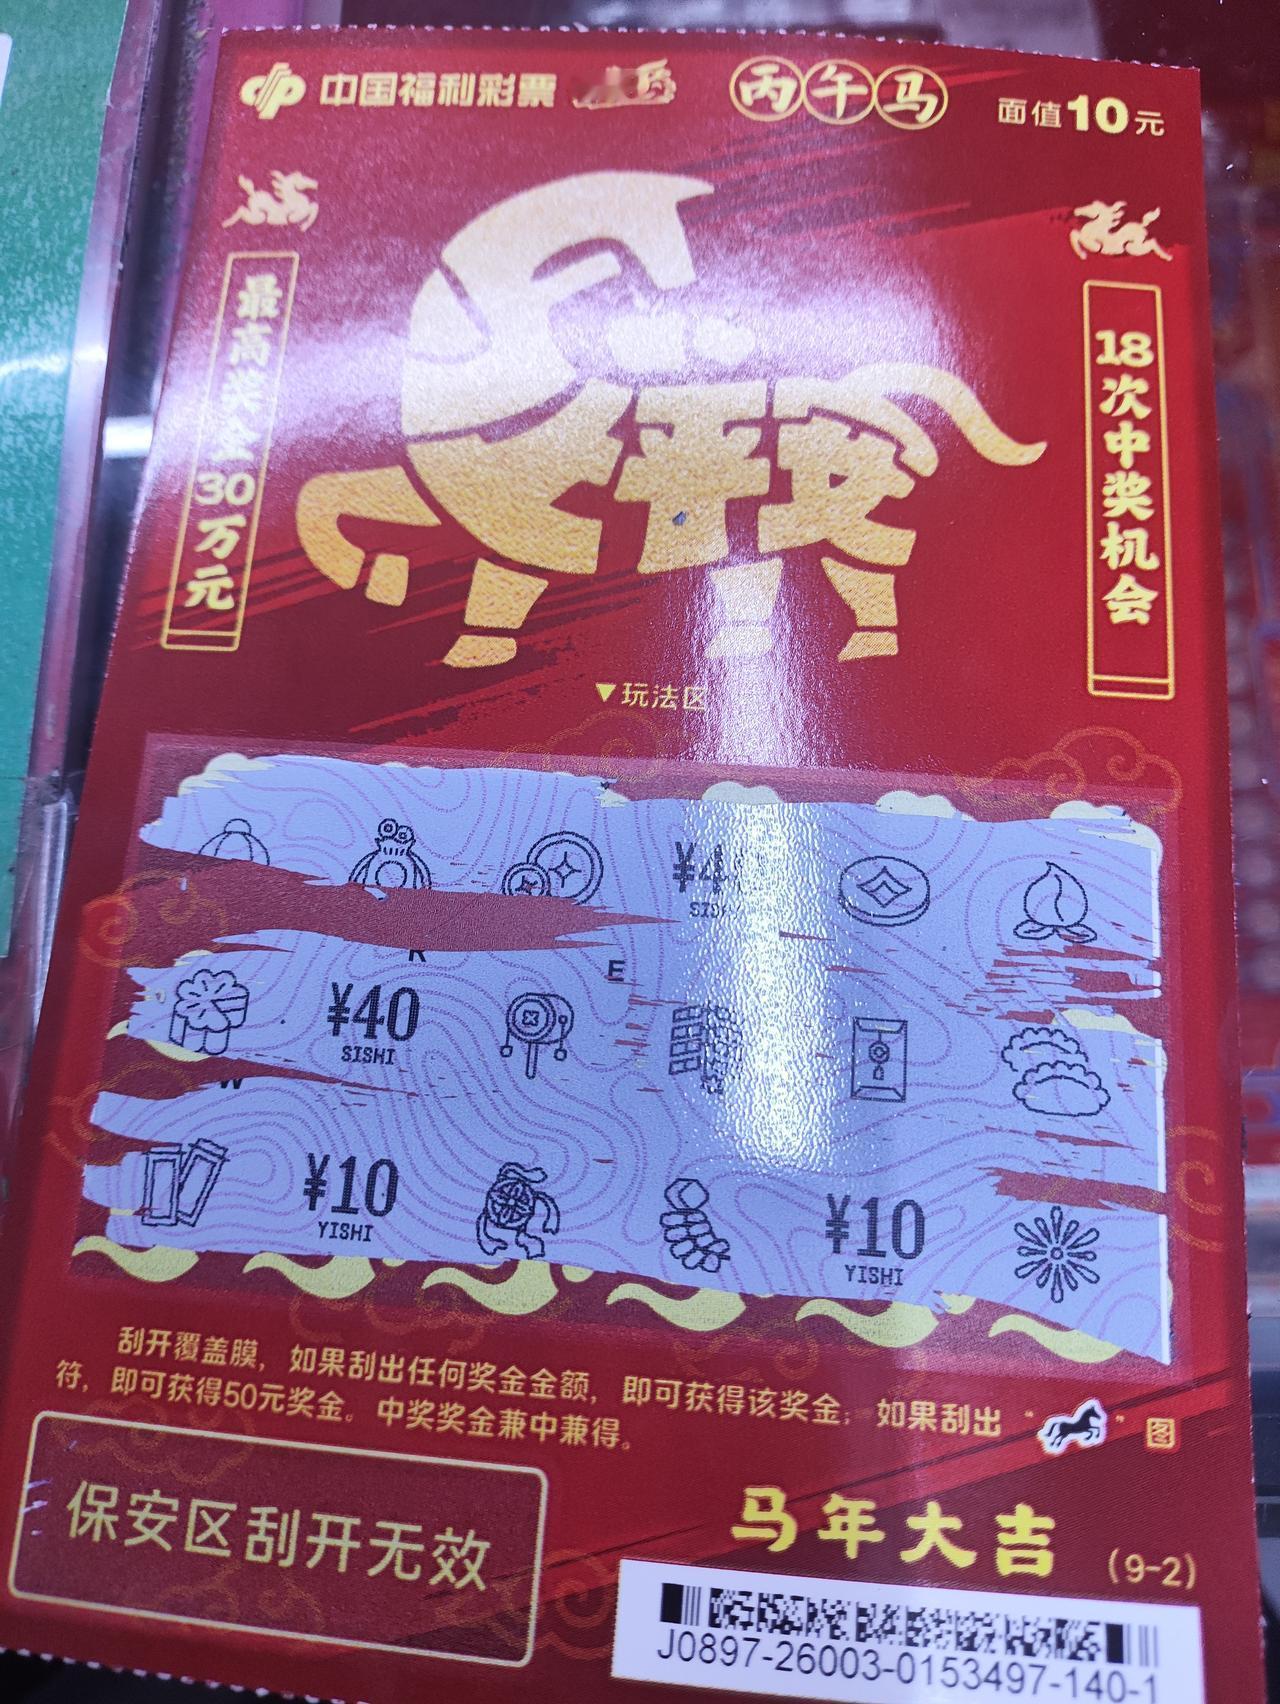 中国福利彩票
丙午马
面值10元
最高奖金30万元
18次中奖机会
平安
▼玩法区
SISHI
R
E
¥40
SISHI
W
¥10
YISHI
¥10
YISHI
刮开覆盖膜，如果刮出任何奖金金额，即可获得该奖金；如果刮出“ ”图
符，即可获得50元奖金。中奖奖金兼中兼得。
保安区刮开无效
马年大吉
(9-2)
J0897-26003-0153497-140-1